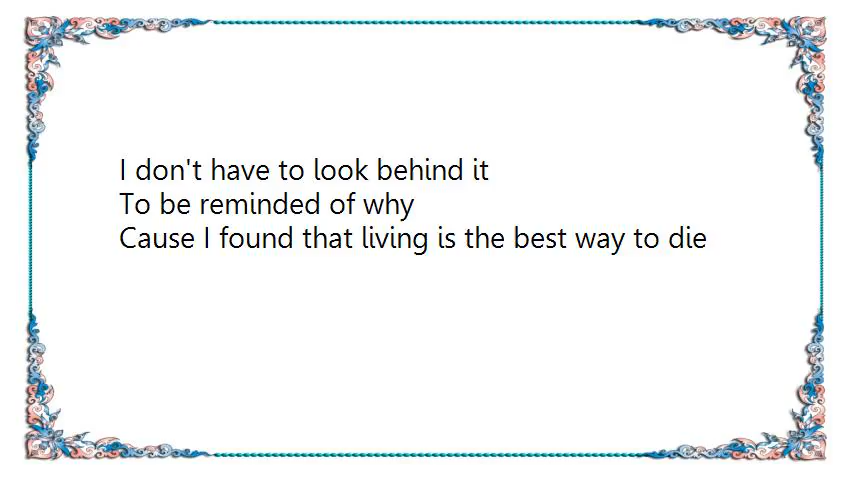 I don't have to look behind it
To be reminded of why
Cause I found that living is the best way to die